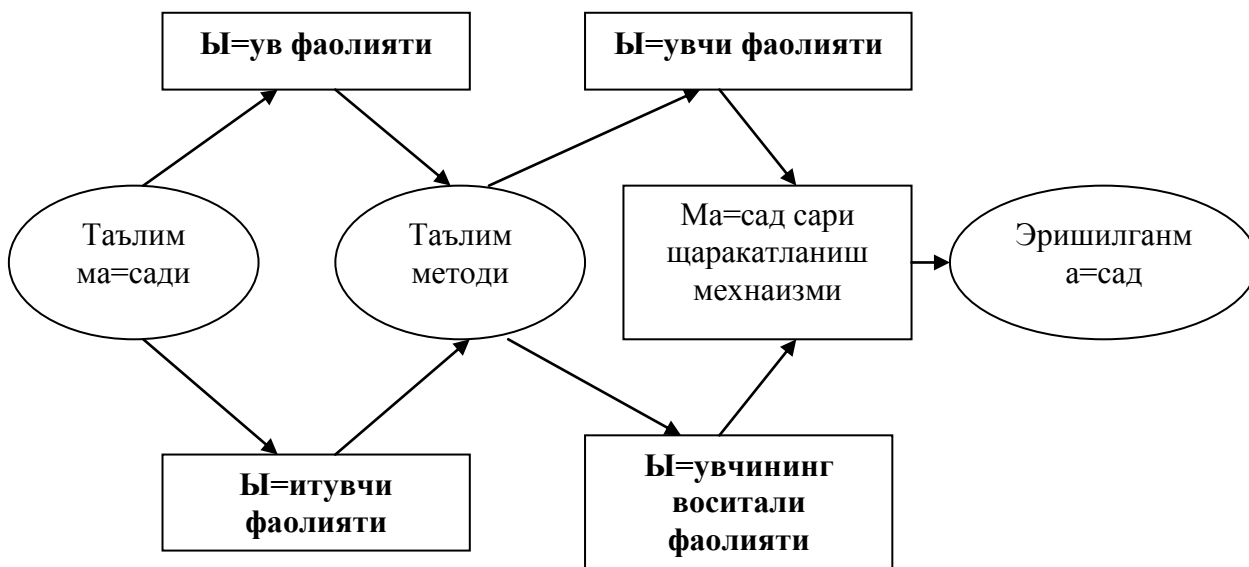 Ы=ув фаолияти
Ы=увчи фаолияти
Таълим
ма=сади
Таълим
методи
Ма=сад сари
щаракатланиш
мехнаизми
Эришилганм
а=сад
Ы=итувчи
фаолияти
Ы=увчининг
воситали
фаолияти